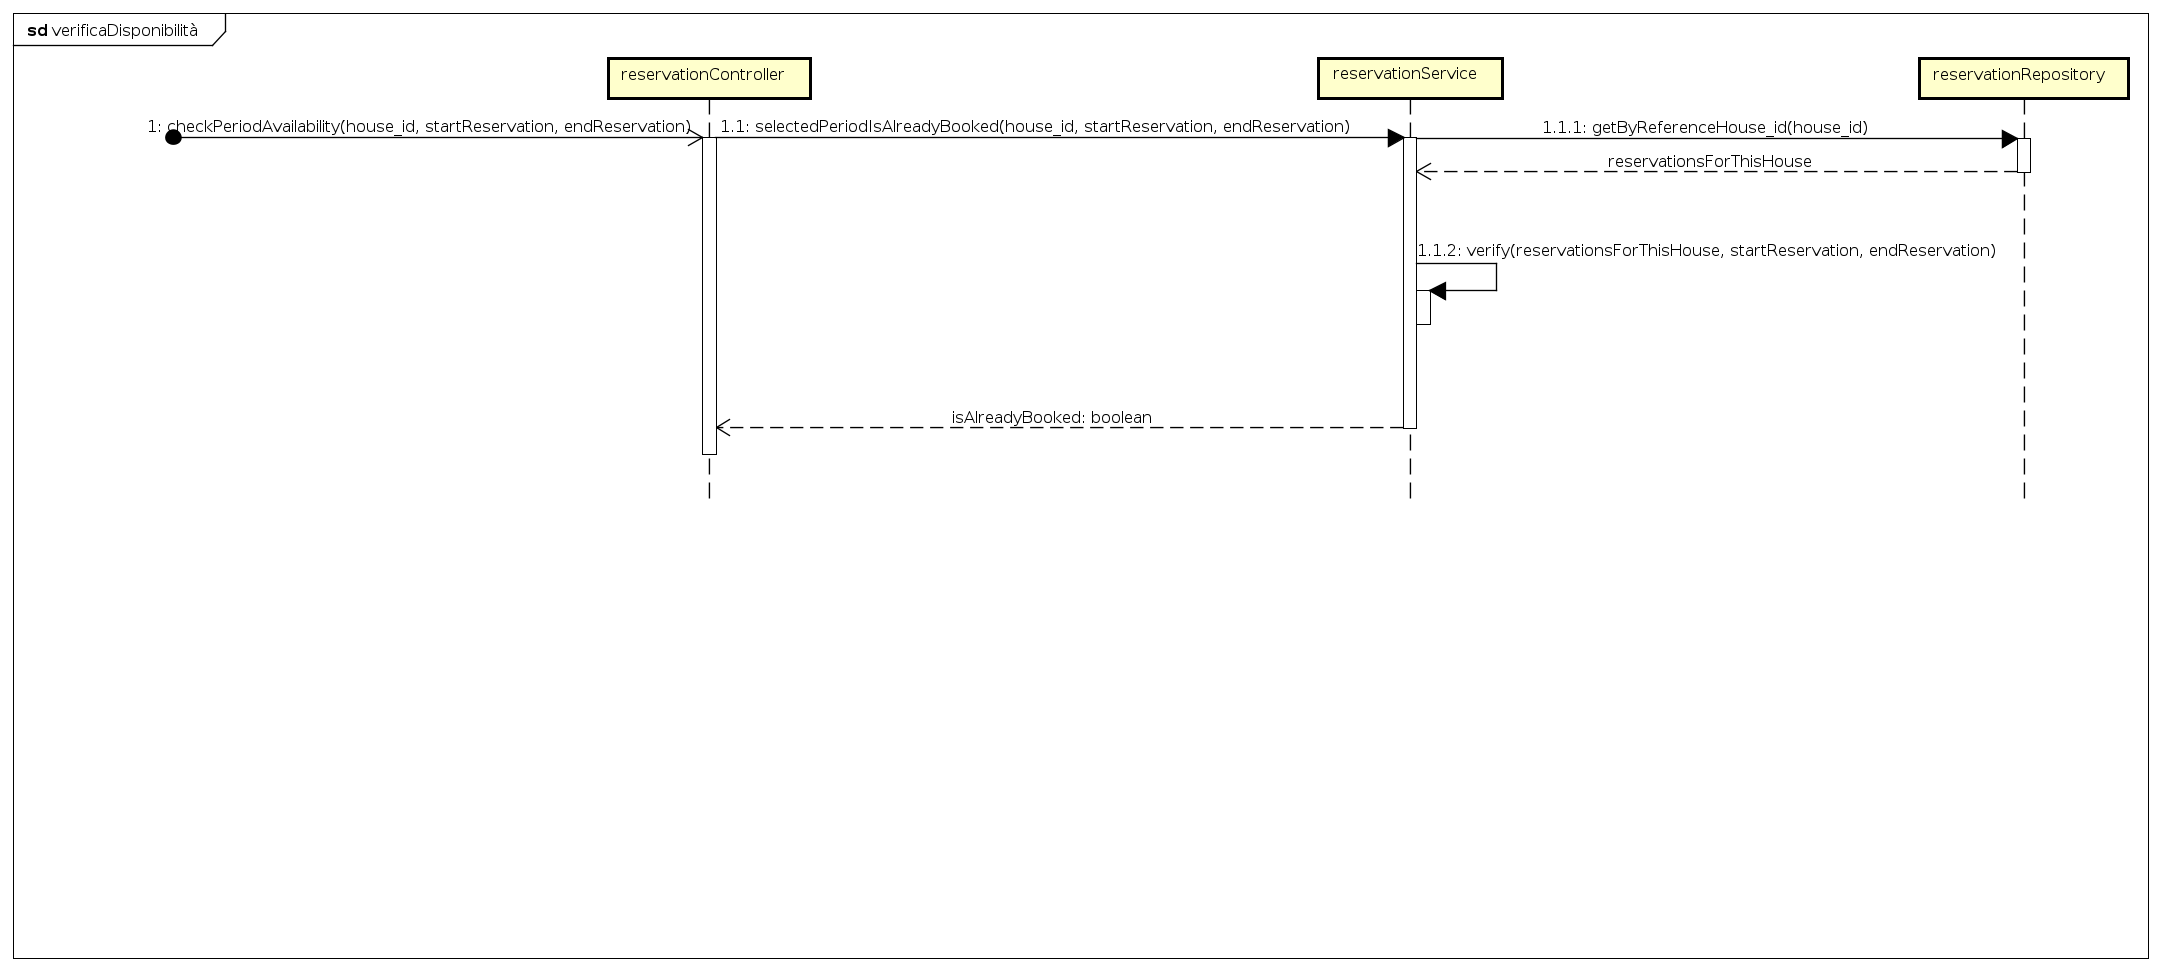 sd verificaDisponibilità
reservationController
reservationService
reservationRepository
1: checkPeriodAvailability(house_id, startReservation, endReservation)
1.1: selectedPeriodIsAlreadyBooked(house_id, startReservation, endReservation)
1.1.1: getByReferenceHouse_id(house_id)
reservationsForThisHouse
1.1.2: verify(reservationsForThisHouse, startReservation, endReservation)
isAlreadyBooked: boolean